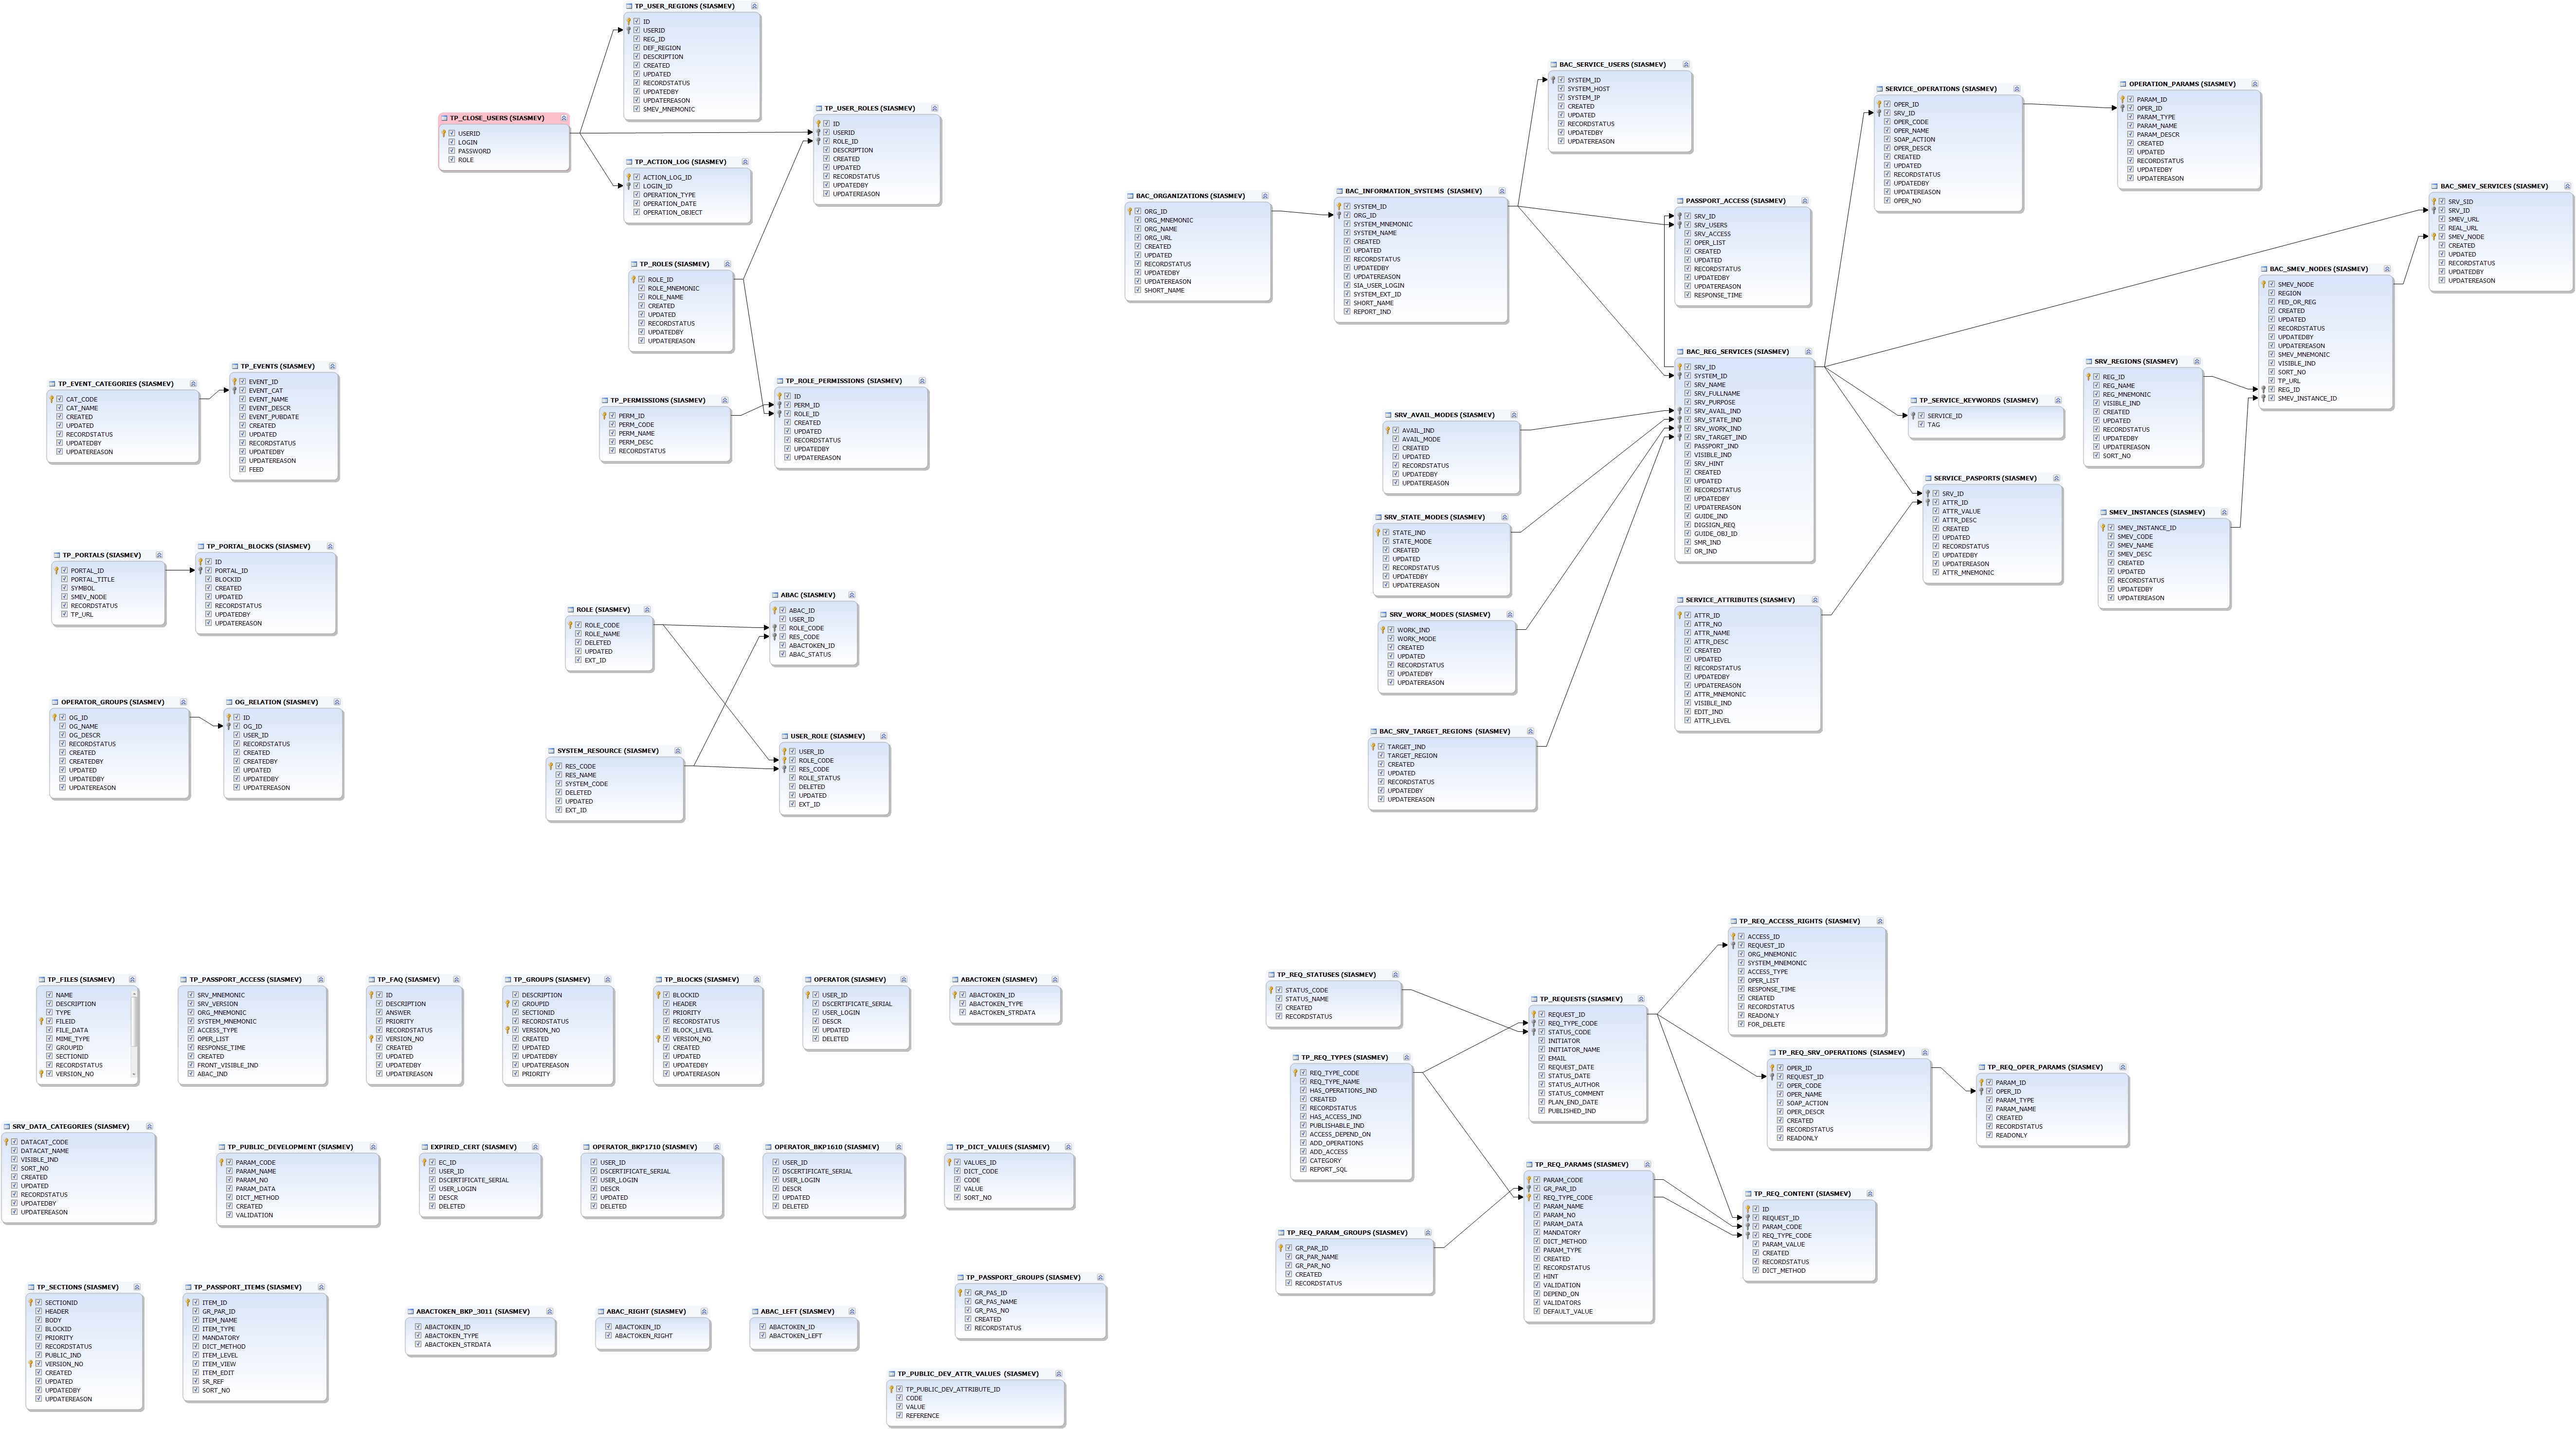 TP_USER_REGIONS (SIASMEV)
ID
USERID
REG_ID
DEF_REGION
DESCRIPTION
CREATED
UPDATED
RECORDSTATUS
UPDATEDBY
UPDATEREASON
SMEV_MNEMONIC
TP_CLOSE_USERS (SIASMEV)
USERID
LOGIN
PASSWORD
ROLE
TP_USER_ROLES (SIASMEV)
ID
USERID
ROLE_ID
DESCRIPTION
CREATED
UPDATED
RECORDSTATUS
UPDATEDBY
UPDATEREASON
TP_ACTION_LOG (SIASMEV)
ACTION_LOG_ID
LOGIN_ID
OPERATION_TYPE
OPERATION_DATE
OPERATION_OBJECT
TP_ROLES (SIASMEV)
ROLE_ID
ROLE_MNEMONIC
ROLE_NAME
CREATED
UPDATED
RECORDSTATUS
UPDATEDBY
UPDATEREASON
TP_EVENT_CATEGORIES (SIASMEV)
CAT_CODE
CAT_NAME
CREATED
UPDATED
RECORDSTATUS
UPDATEDBY
UPDATEREASON
TP_EVENTS (SIASMEV)
EVENT_ID
EVENT_CAT
EVENT_NAME
EVENT_DESCR
EVENT_PUBDATE
CREATED
UPDATED
RECORDSTATUS
UPDATEDBY
UPDATEREASON
FEED
TP_PERMISSIONS (SIASMEV)
PERM_ID
PERM_CODE
PERM_NAME
PERM_DESC
RECORDSTATUS
TP_ROLE_PERMISSIONS (SIASMEV)
ID
PERM_ID
ROLE_ID
CREATED
UPDATED
RECORDSTATUS
UPDATEDBY
UPDATEREASON
TP_PORTALS (SIASMEV)
PORTAL_ID
PORTAL_TITLE
SYMBOL
SMEV_NODE
RECORDSTATUS
TP_URL
TP_PORTAL_BLOCKS (SIASMEV)
ID
PORTAL_ID
BLOCKID
CREATED
UPDATED
RECORDSTATUS
UPDATEDBY
UPDATEREASON
ROLE (SIASMEV)
ROLE_CODE
ROLE_NAME
DELETED
UPDATED
EXT_ID
ABAC (SIASMEV)
ABAC_ID
USER_ID
ROLE_CODE
RES_CODE
ABACTOKEN_ID
ABAC_STATUS
OPERATOR_GROUPS (SIASMEV)
OG_ID
OG_NAME
OG_DESCR
RECORDSTATUS
CREATED
CREATEDBY
UPDATED
UPDATEDBY
UPDATEREASON
OG_RELATION (SIASMEV)
ID
OG_ID
USER_ID
RECORDSTATUS
CREATED
CREATEDBY
UPDATED
UPDATEDBY
UPDATEREASON
SYSTEM_RESOURCE (SIASMEV)
RES_CODE
RES_NAME
SYSTEM_CODE
DELETED
UPDATED
EXT_ID
USER_ROLE (SIASMEV)
USER_ID
ROLE_CODE
RES_CODE
ROLE_STATUS
DELETED
UPDATED
EXT_ID
BAC_SERVICE_USERS (SIASMEV)
SYSTEM_ID
SYSTEM_HOST
SYSTEM_IP
CREATED
UPDATED
RECORDSTATUS
UPDATEDBY
UPDATEREASON
SERVICE_OPERATIONS (SIASMEV)
OPER_ID
SRV_ID
OPER_CODE
OPER_NAME
SOAP_ACTION
OPER_DESCR
CREATED
UPDATED
RECORDSTATUS
UPDATEDBY
UPDATEREASON
OPER_NO
OPERATION_PARAMS (SIASMEV)
PARAM_ID
OPER_ID
PARAM_TYPE
PARAM_NAME
PARAM_DESCR
CREATED
UPDATED
RECORDSTATUS
UPDATEDBY
UPDATEREASON
BAC_SMEV_SERVICES (SIASMEV)
SRV_SID
SRV_ID
SMEV_URL
REAL_URL
SMEV_NODE
CREATED
UPDATED
RECORDSTATUS
UPDATEDBY
UPDATEREASON
BAC_ORGANIZATIONS (SIASMEV)
ORG_ID
ORG_MNEMONIC
ORG_NAME
ORG_URL
CREATED
UPDATED
RECORDSTATUS
UPDATEDBY
UPDATEREASON
SHORT_NAME
BAC_INFORMATION_SYSTEMS (SIASMEV)
SYSTEM_ID
ORG_ID
SYSTEM_MNEMONIC
SYSTEM_NAME
CREATED
UPDATED
RECORDSTATUS
UPDATEDBY
UPDATEREASON
SIA_USER_LOGIN
SYSTEM_EXT_ID
SHORT_NAME
REPORT_IND
PASSPORT_ACCESS (SIASMEV)
SRV_ID
SRV_USERS
SRV_ACCESS
OPER_LIST
CREATED
UPDATED
RECORDSTATUS
UPDATEDBY
UPDATEREASON
RESPONSE_TIME
BAC_SMEV_NODES (SIASMEV)
SMEV_NODE
REGION
FED_OR_REG
CREATED
UPDATED
RECORDSTATUS
UPDATEDBY
UPDATEREASON
SMEV_MNEMONIC
VISIBLE_IND
SORT_NO
TP_URL
REG_ID
SMEV_INSTANCE_ID
BAC_REG_SERVICES (SIASMEV)
SRV_ID
SYSTEM_ID
SRV_NAME
SRV_FULLNAME
SRV_PURPOSE
SRV_AVAIL_IND
SRV_STATE_IND
SRV_WORK_IND
SRV_TARGET_IND
PASSPORT_IND
VISIBLE_IND
SRV_HINT
CREATED
UPDATED
RECORDSTATUS
UPDATEDBY
UPDATEREASON
GUIDE_IND
DIGSIGN_REQ
GUIDE_OBJ_ID
SMR_IND
OR_IND
SRV_REGIONS (SIASMEV)
REG_ID
REG_NAME
REG_MNEMONIC
VISIBLE_IND
CREATED
UPDATED
RECORDSTATUS
UPDATEDBY
UPDATEREASON
SORT_NO
TP_SERVICE_KEYWORDS (SIASMEV)
SERVICE_ID
TAG
SRV_AVAIL_MODES (SIASMEV)
AVAIL_IND
AVAIL_MODE
CREATED
UPDATED
RECORDSTATUS
UPDATEDBY
UPDATEREASON
SERVICE_PASPORTS (SIASMEV)
SRV_ID
ATTR_ID
ATTR_VALUE
ATTR_DESC
CREATED
UPDATED
RECORDSTATUS
UPDATEDBY
UPDATEREASON
ATTR_MNEMONIC
SMEV_INSTANCES (SIASMEV)
SMEV_INSTANCE_ID
SMEV_CODE
SMEV_NAME
SMEV_DESC
CREATED
UPDATED
RECORDSTATUS
UPDATEDBY
UPDATEREASON
SRV_STATE_MODES (SIASMEV)
STATE_IND
STATE_MODE
CREATED
UPDATED
RECORDSTATUS
UPDATEDBY
UPDATEREASON
SRV_WORK_MODES (SIASMEV)
WORK_IND
WORK_MODE
CREATED
UPDATED
RECORDSTATUS
UPDATEDBY
UPDATEREASON
SERVICE_ATTRIBUTES (SIASMEV)
ATTR_ID
ATTR_NO
ATTR_NAME
ATTR_DESC
CREATED
UPDATED
RECORDSTATUS
UPDATEDBY
UPDATEREASON
ATTR_MNEMONIC
VISIBLE_IND
EDIT_IND
ATTR_LEVEL
BAC_SRV_TARGET_REGIONS (SIASMEV)
TARGET_IND
TARGET_REGION
CREATED
UPDATED
RECORDSTATUS
UPDATEDBY
UPDATEREASON
TP_FILES (SIASMEV)
NAME
DESCRIPTION
TYPE
FILEID
FILE_DATA
MIME_TYPE
GROUPID
SECTIONID
RECORDSTATUS
VERSION_NO
TP_PASSPORT_ACCESS (SIASMEV)
SRV_MNEMONIC
SRV_VERSION
ORG_MNEMONIC
SYSTEM_MNEMONIC
ACCESS_TYPE
OPER_LIST
RESPONSE_TIME
CREATED
FRONT_VISIBLE_IND
ABAC_IND
TP_FAQ (SIASMEV)
ID
DESCRIPTION
ANSWER
PRIORITY
RECORDSTATUS
VERSION_NO
CREATED
UPDATED
UPDATEDBY
UPDATEREASON
TP_GROUPS (SIASMEV)
DESCRIPTION
GROUPID
SECTIONID
RECORDSTATUS
VERSION_NO
CREATED
UPDATED
UPDATEDBY
UPDATEREASON
PRIORITY
TP_BLOCKS (SIASMEV)
BLOCKID
HEADER
PRIORITY
RECORDSTATUS
BLOCK_LEVEL
VERSION_NO
CREATED
UPDATED
UPDATEDBY
UPDATEREASON
OPERATOR (SIASMEV)
USER_ID
DSCERTIFICATE_SERIAL
USER_LOGIN
DESCR
UPDATED
DELETED
ABACTOKEN (SIASMEV)
ABACTOKEN_ID
ABACTOKEN_TYPE
ABACTOKEN_STRDATA
SRV_DATA_CATEGORIES (SIASMEV)
DATACAT_CODE
DATACAT_NAME
VISIBLE_IND
SORT_NO
CREATED
UPDATED
RECORDSTATUS
UPDATEDBY
UPDATEREASON
TP_PUBLIC_DEVELOPMENT (SIASMEV)
PARAM_CODE
PARAM_NAME
PARAM_NO
PARAM_DATA
DICT_METHOD
CREATED
VALIDATION
EXPIRED_CERT (SIASMEV)
EC_ID
USER_ID
DSCERTIFICATE_SERIAL
USER_LOGIN
DESCR
DELETED
OPERATOR_BKP1710 (SIASMEV)
USER_ID
DSCERTIFICATE_SERIAL
USER_LOGIN
DESCR
UPDATED
DELETED
OPERATOR_BKP1610 (SIASMEV)
USER_ID
DSCERTIFICATE_SERIAL
USER_LOGIN
DESCR
UPDATED
DELETED
TP_DICT_VALUES (SIASMEV)
VALUES_ID
DICT_CODE
CODE
VALUE
SORT_NO
TP_SECTIONS (SIASMEV)
SECTIONID
HEADER
BODY
BLOCKID
PRIORITY
RECORDSTATUS
PUBLIC_IND
VERSION_NO
CREATED
UPDATED
UPDATEDBY
UPDATEREASON
TP_PASSPORT_ITEMS (SIASMEV)
ITEM_ID
GR_PAR_ID
ITEM_NAME
ITEM_TYPE
MANDATORY
DICT_METHOD
ITEM_LEVEL
ITEM_VIEW
ITEM_EDIT
SR_REF
SORT_NO
ABACTOKEN_BKP_3011 (SIASMEV)
ABACTOKEN_ID
ABACTOKEN_TYPE
ABACTOKEN_STRDATA
ABAC_RIGHT (SIASMEV)
ABACTOKEN_ID
ABACTOKEN_RIGHT
ABAC_LEFT (SIASMEV)
ABACTOKEN_ID
ABACTOKEN_LEFT
TP_PASSPORT_GROUPS (SIASMEV)
GR_PAS_ID
GR_PAS_NAME
GR_PAS_NO
CREATED
RECORDSTATUS
TP_PUBLIC_DEV_ATTR_VALUES (SIASMEV)
TP_PUBLIC_DEV_ATTRIBUTE_ID
CODE
VALUE
REFERENCE
TP_REQ_ACCESS_RIGHTS (SIASMEV)
ACCESS_ID
REQUEST_ID
ORG_MNEMONIC
SYSTEM_MNEMONIC
ACCESS_TYPE
OPER_LIST
RESPONSE_TIME
CREATED
RECORDSTATUS
READONLY
FOR_DELETE
TP_REQ_STATUSES (SIASMEV)
STATUS_CODE
STATUS_NAME
CREATED
RECORDSTATUS
TP_REQUESTS (SIASMEV)
REQUEST_ID
REQ_TYPE_CODE
STATUS_CODE
INITIATOR
INITIATOR_NAME
EMAIL
REQUEST_DATE
STATUS_DATE
STATUS_AUTHOR
STATUS_COMMENT
PLAN_END_DATE
PUBLISHED_IND
TP_REQ_TYPES (SIASMEV)
REQ_TYPE_CODE
REQ_TYPE_NAME
HAS_OPERATIONS_IND
CREATED
RECORDSTATUS
HAS_ACCESS_IND
PUBLISHABLE_IND
ACCESS_DEPEND_ON
ADD_OPERATIONS
ADD_ACCESS
CATEGORY
REPORT_SQL
TP_REQ_SRV_OPERATIONS (SIASMEV)
OPER_ID
REQUEST_ID
OPER_CODE
OPER_NAME
SOAP_ACTION
OPER_DESCR
CREATED
RECORDSTATUS
READONLY
TP_REQ_OPER_PARAMS (SIASMEV)
PARAM_ID
OPER_ID
PARAM_TYPE
PARAM_NAME
CREATED
RECORDSTATUS
READONLY
TP_REQ_PARAMS (SIASMEV)
PARAM_CODE
GR_PAR_ID
REQ_TYPE_CODE
PARAM_NAME
PARAM_NO
PARAM_DATA
MANDATORY
DICT_METHOD
PARAM_TYPE
CREATED
RECORDSTATUS
HINT
VALIDATION
DEPEND_ON
VALIDATORS
DEFAULT_VALUE
TP_REQ_CONTENT (SIASMEV)
ID
REQUEST_ID
PARAM_CODE
REQ_TYPE_CODE
PARAM_VALUE
CREATED
RECORDSTATUS
DICT_METHOD
TP_REQ_PARAM_GROUPS (SIASMEV)
GR_PAR_ID
GR_PAR_NAME
GR_PAR_NO
CREATED
RECORDSTATUS